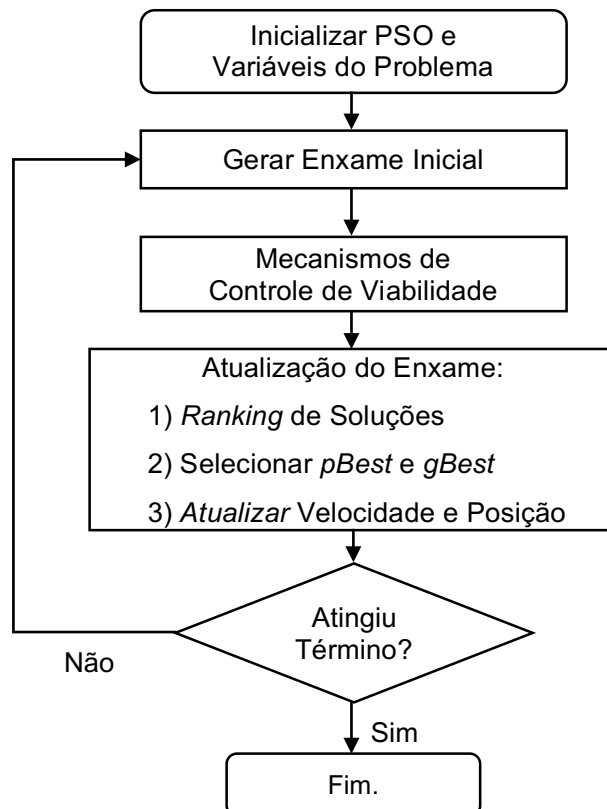 Inicializar PSO e
Variáveis do Problema
Gerar Enxame Inicial
Mecanismos de
Controle de Viabilidade
Atualização do Enxame:
1) Ranking de Soluções
2) Selecionar pBest e gBest
3) Atualizar Velocidade e Posição
Atingiu
Término?
Não
Sim
Fim.